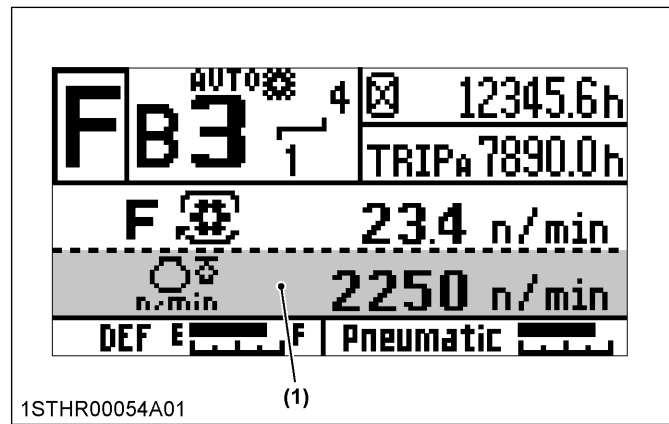 F B3 AUTO 1 4 12345.6h
TRIPA 7890.0h
F 23.4 n/min
n/min 2250 n/min
DEF E F Pneumatic
(1)
1STHR00054A01